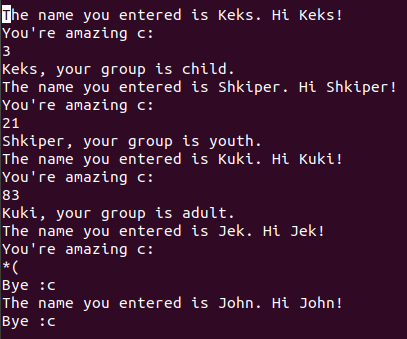 The name you entered is Keks. Hi Keks!
You're amazing c:
3
Keks, your group is child.
The name you entered is Shkiper. Hi Shkiper!
You're amazing c:
21
Shkiper, your group is youth.
The name you entered is Kuki. Hi Kuki!
You're amazing c:
83
Kuki, your group is adult.
The name you entered is Jek. Hi Jek!
You're amazing c:
*(
Bye :c
The name you entered is John. Hi John!
Bye :c